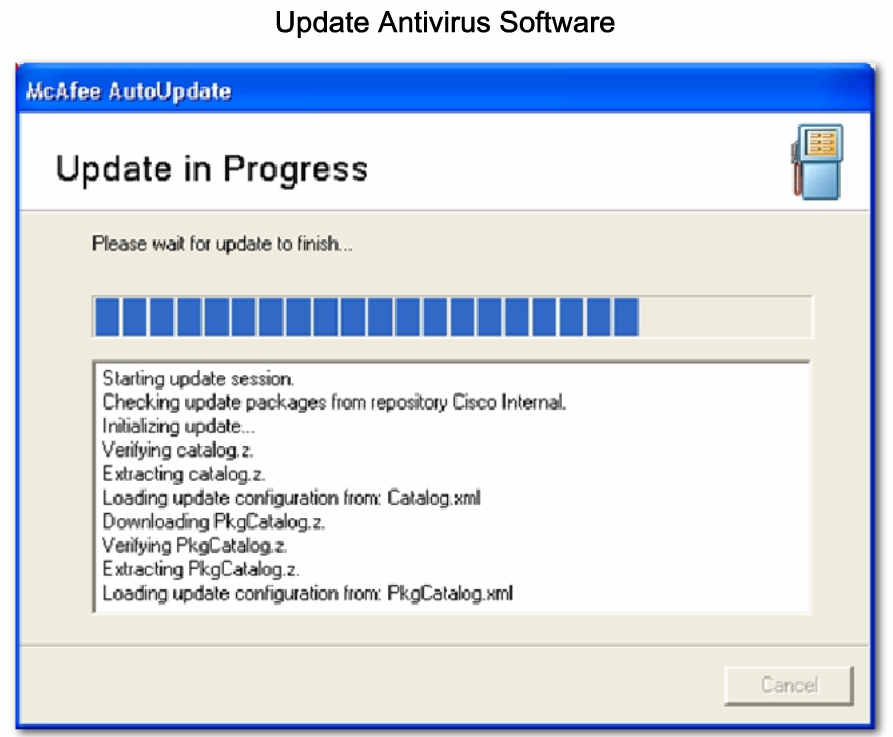 Update Antivirus Software
McAfee AutoUpdate
Update in Progress
Please wait for update to finish...
Starting update session.
Checking update packages from repository Cisco Internal.
Initializing update...
Verifying catalog.z.
Extracting catalog.z.
Loading update configuration from: Catalog.xml
Downloading PkgCatalog.z.
Verifying PkgCatalog.z.
Extracting PkgCatalog.z.
Loading update configuration from: PkgCatalog.xml
Cancel